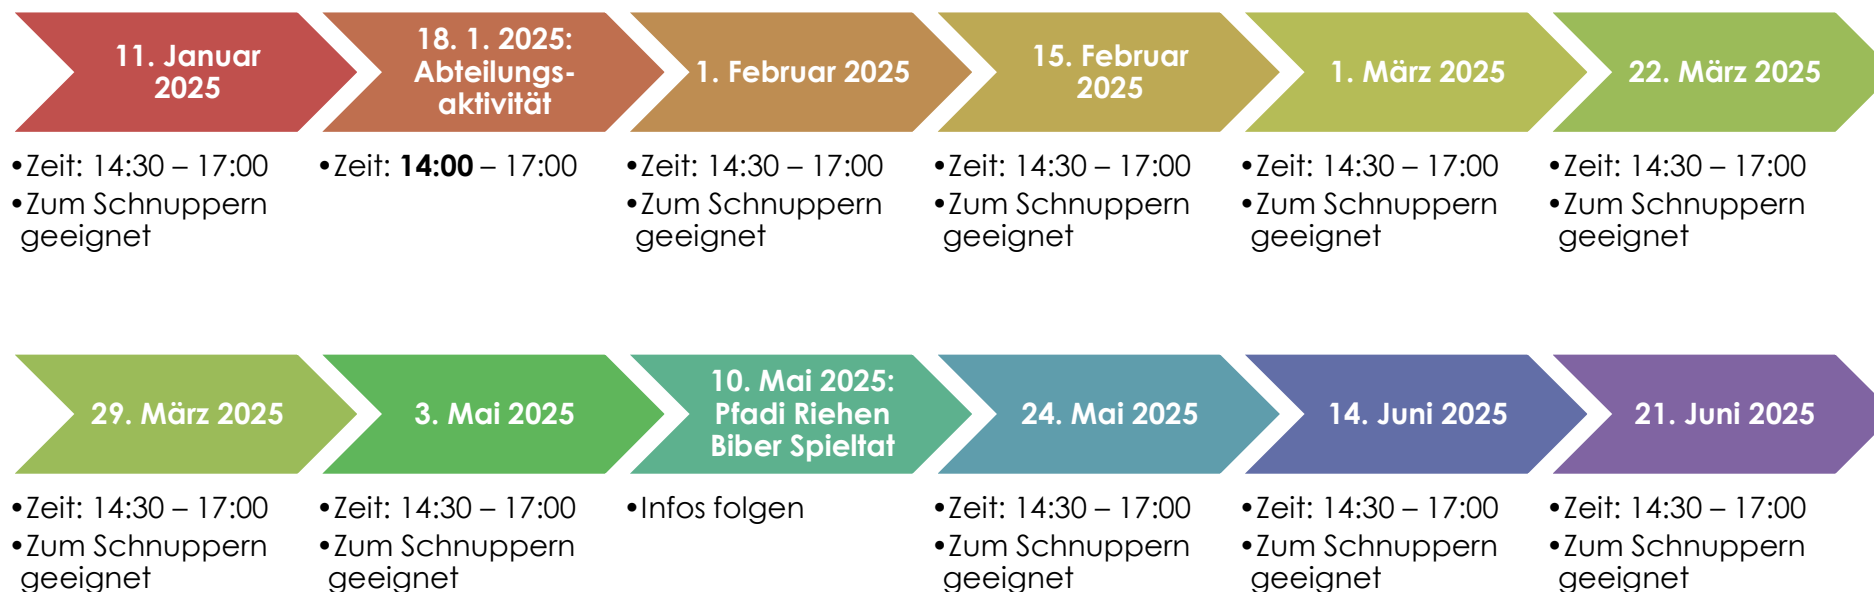 11. Januar
2025
18. 1. 2025:
Abteilungs-
aktivität
1. Februar 2025
15. Februar
2025
1. März 2025
22. März 2025
•Zeit: 14:30 – 17:00
•Zum Schnuppern
geeignet
•Zeit: 14:00 – 17:00
•Zeit: 14:30 – 17:00
•Zum Schnuppern
geeignet
•Zeit: 14:30 – 17:00
•Zum Schnuppern
geeignet
•Zeit: 14:30 – 17:00
•Zum Schnuppern
geeignet
•Zeit: 14:30 – 17:00
•Zum Schnuppern
geeignet
29. März 2025
3. Mai 2025
10. Mai 2025:
Pfadi Riehen
Biber Spieltat
24. Mai 2025
14. Juni 2025
21. Juni 2025
•Zeit: 14:30 – 17:00
•Zum Schnuppern
geeignet
•Zeit: 14:30 – 17:00
•Zum Schnuppern
geeignet
•Infos folgen
•Zeit: 14:30 – 17:00
•Zum Schnuppern
geeignet
•Zeit: 14:30 – 17:00
•Zum Schnuppern
geeignet
•Zeit: 14:30 – 17:00
•Zum Schnuppern
geeignet